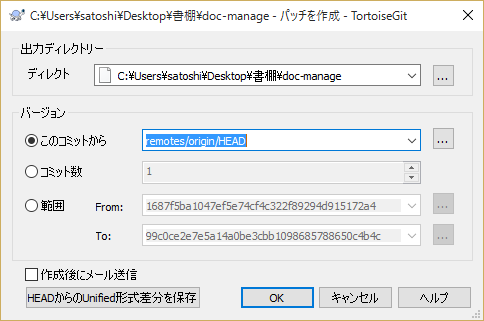 C:¥Users¥satoshi¥Desktop¥書棚¥doc-manage - パッチを作成 - TortoiseGit
出力ディレクトリー
ディレクト
C:¥Users¥satoshi¥Desktop¥書棚¥doc-manage
...
バージョン
このコミットから
remotes/origin/HEAD
...
コミット数
1
範囲
From:
1687f5ba1047ef5e74cf4c322f89294d915172a4
...
To:
99c0ce2e7e5a14a0be3cbb1098685788650c4b4c
...
作成後にメール送信
HEADからのUnified形式差分を保存
OK
キャンセル
ヘルプ